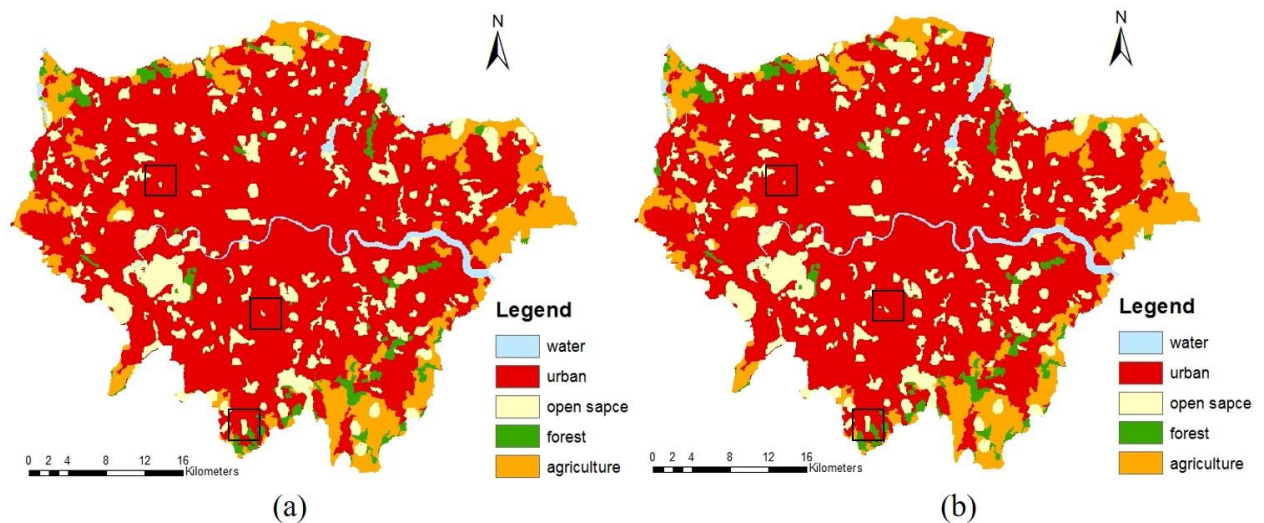 N
Legend
water
urban
open sapce
forest
agriculture
0 2 4 8 12 16
Kilometers
(a)
N
Legend
water
urban
open sapce
forest
agriculture
0 2 4 8 12 16
Kilometers
(b)